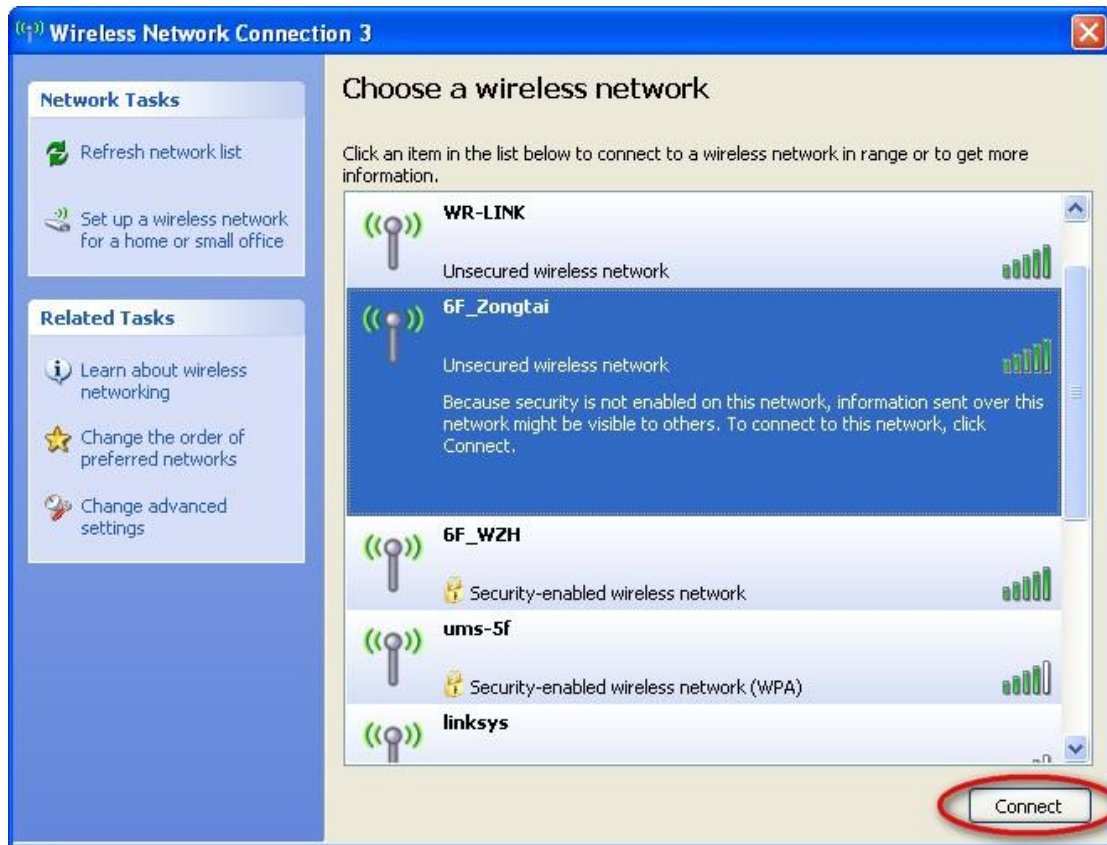 Wireless Network Connection 3
Network Tasks
Refresh network list
Set up a wireless network
for a home or small office
Related Tasks
Learn about wireless
networking
Change the order of
preferred networks
Change advanced
settings
Choose a wireless network
Click an item in the list below to connect to a wireless network in range or to get more
information.
WR-LINK
Unsecured wireless network
6F_Zongtai
Unsecured wireless network
Because security is not enabled on this network, information sent over this
network might be visible to others. To connect to this network, click
Connect.
6F_WZH
Security-enabled wireless network
ums-5f
Security-enabled wireless network (WPA)
linksys
Connect